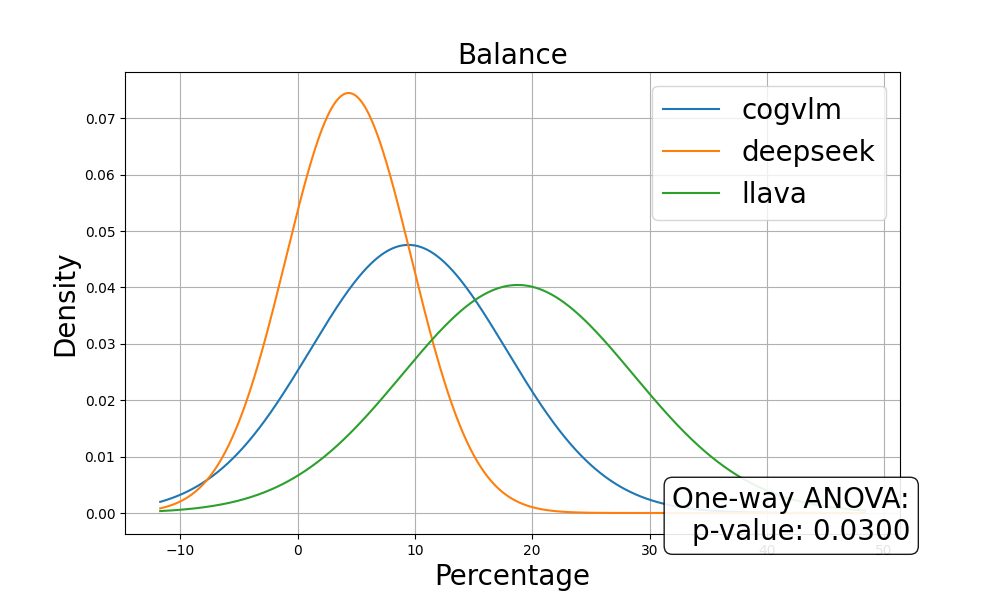 Balance
cogvlm
deepseek
llava
Density
0.07
0.06
0.05
0.04
0.03
0.02
0.01
0.00
One-way ANOVA:
p-value: 0.0300
−10
0
10
20
30
40
50
Percentage